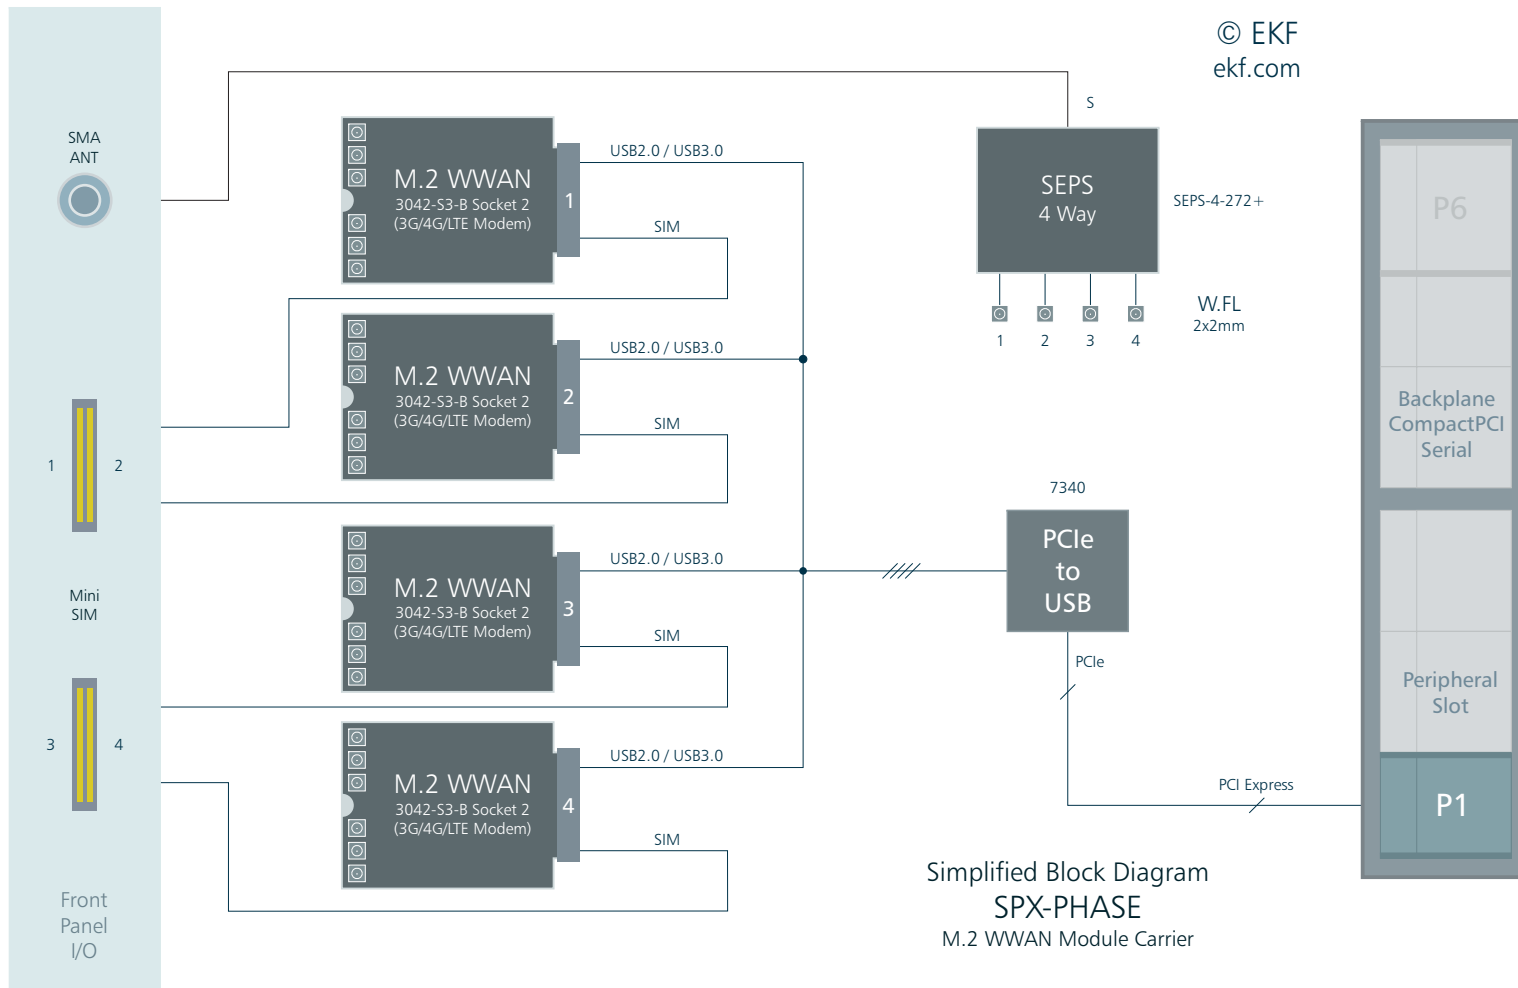 © EKF
ekf.com
S
SMA
ANT
M.2 WWAN
3042-S3-B Socket 2
(3G/4G/LTE Modem)
1
USB2.0 / USB3.0
SIM
SEPS
4 Way
SEPS-4-272+
W.FL
2x2mm
1 2 3 4
P6
M.2 WWAN
3042-S3-B Socket 2
(3G/4G/LTE Modem)
2
USB2.0 / USB3.0
SIM
Backplane
CompactPCI
Serial
1 2
Mini
SIM
M.2 WWAN
3042-S3-B Socket 2
(3G/4G/LTE Modem)
3
USB2.0 / USB3.0
SIM
7340
PCIe
to
USB
PCIe
Peripheral
Slot
3 4
M.2 WWAN
3042-S3-B Socket 2
(3G/4G/LTE Modem)
4
USB2.0 / USB3.0
SIM
PCI Express
P1
Front
Panel
I/O
Simplified Block Diagram
SPX-PHASE
M.2 WWAN Module Carrier